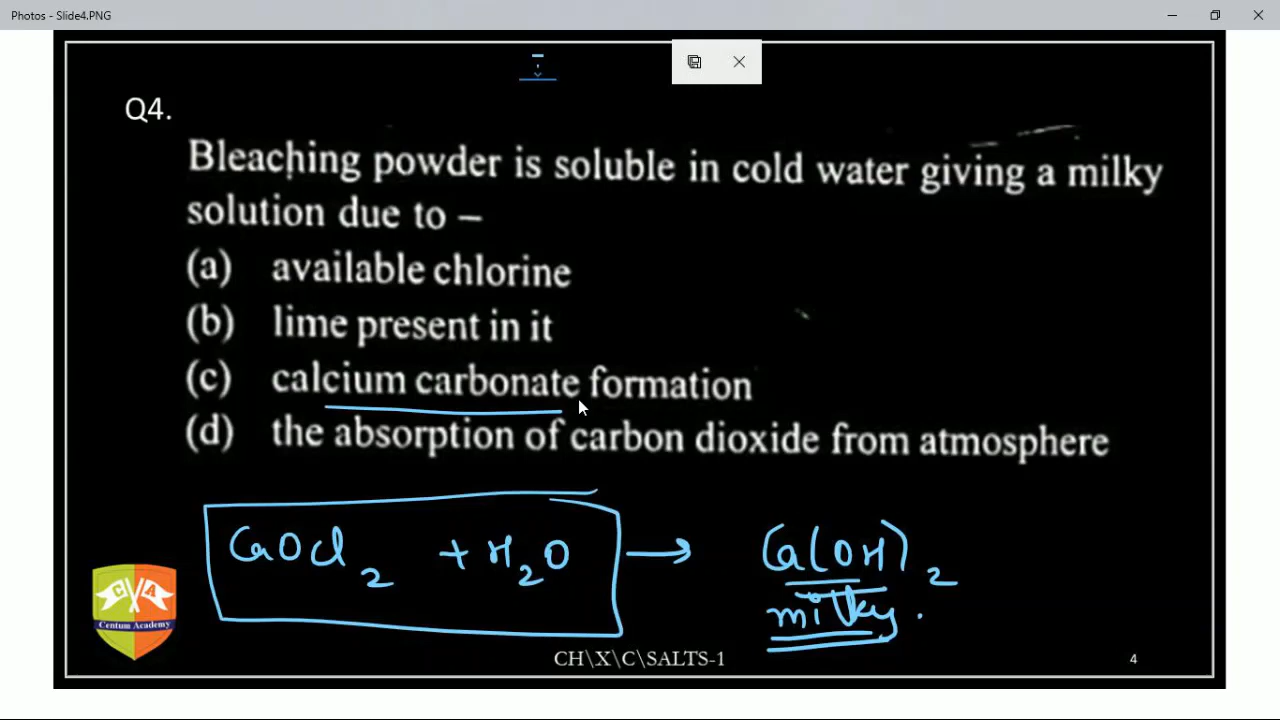 Photos - Slide4.PNG
Q4.
Bleaching powder is soluble in cold water giving a milky
solution due to –
(a) available chlorine
(b) lime present in it
(c) calcium carbonate formation
(d) the absorption of carbon dioxide from atmosphere
CaOCl2 + H2O → Ca(OH)2
milky.
C A
Centum Academy
CH\X\C\SALTS-1
4